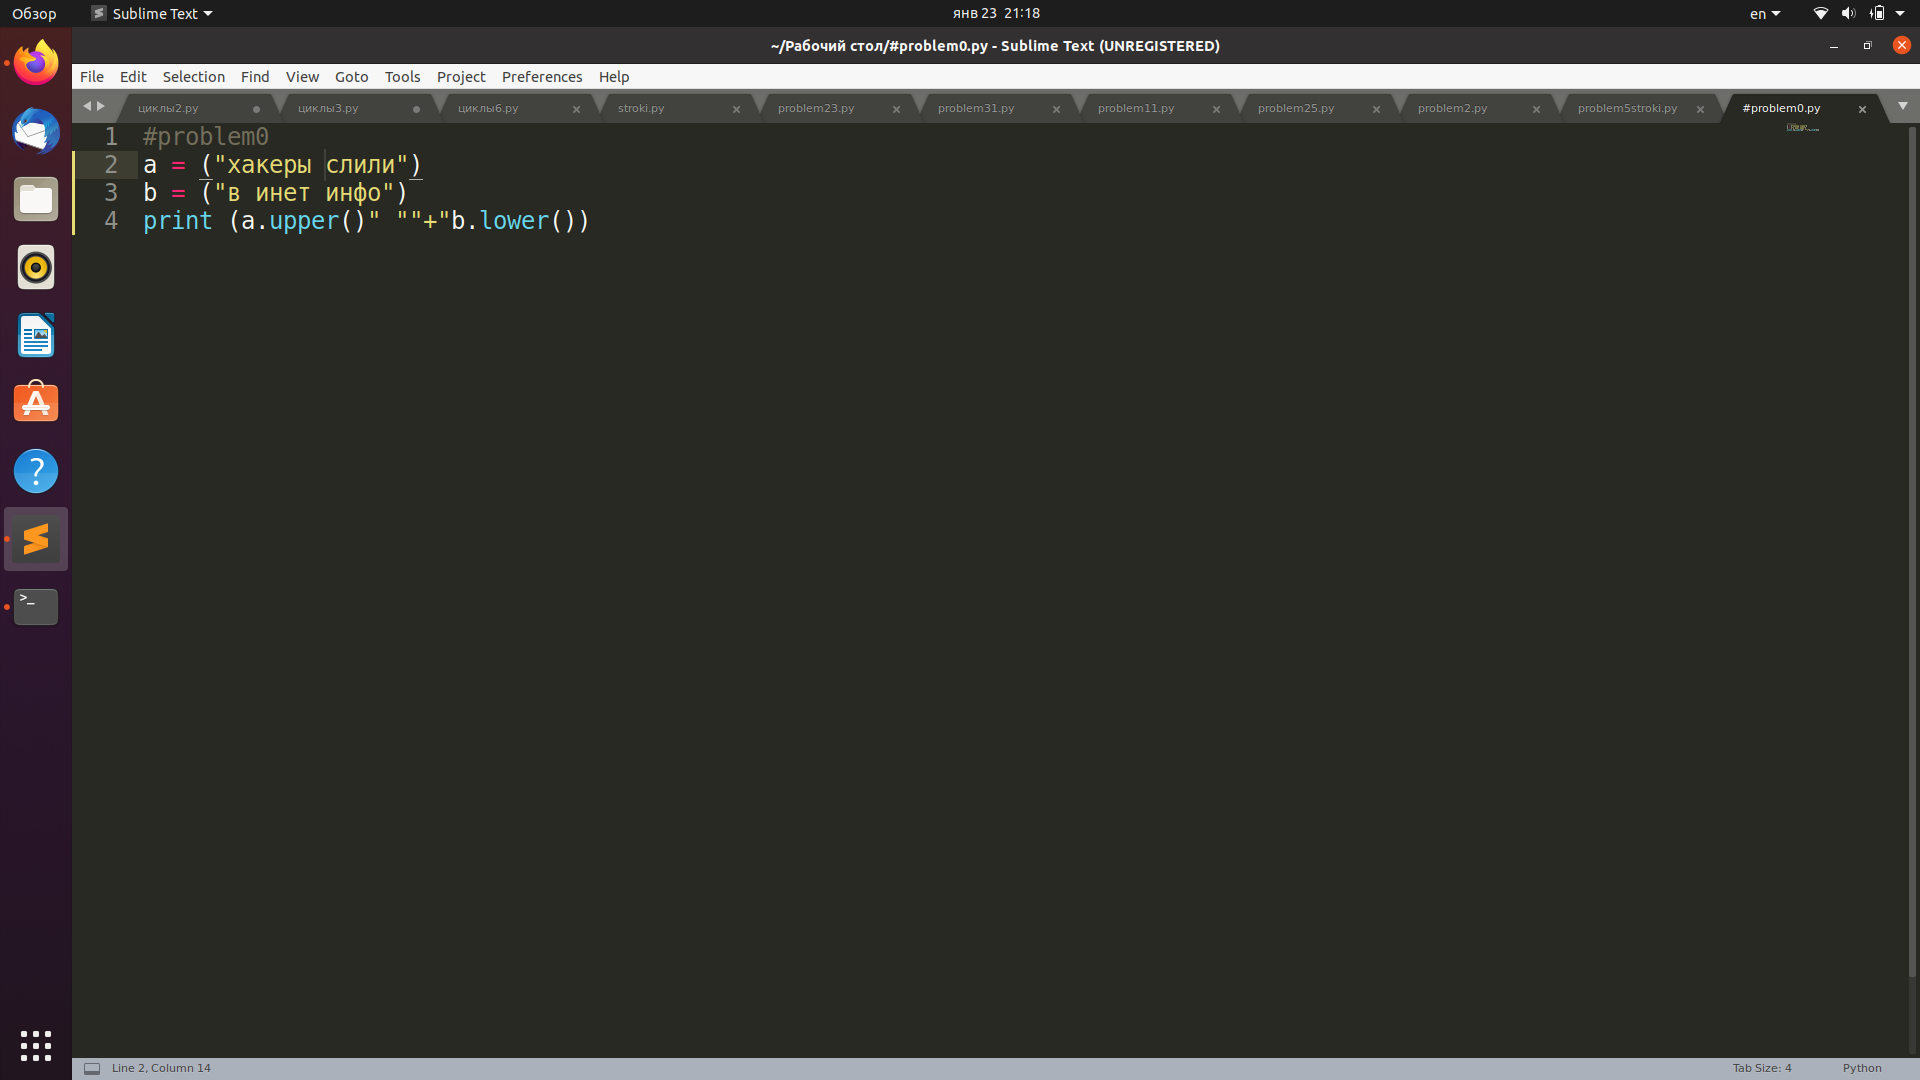 Обзор Sublime Text янв 23 21:18 en
~/Рабочий стол/#problem0.py - Sublime Text (UNREGISTERED)
File Edit Selection Find View Goto Tools Project Preferences Help
циклы2.py циклы3.py циклы6.py stroki.py problem23.py problem31.py problem11.py problem25.py problem2.py problem5stroki.py #problem0.py
1 #problem0
2 a = ("хакеры слили")
3 b = ("в инет инфо")
4 print (a.upper()" ""+"b.lower())
Line 2, Column 14 Tab Size: 4 Python